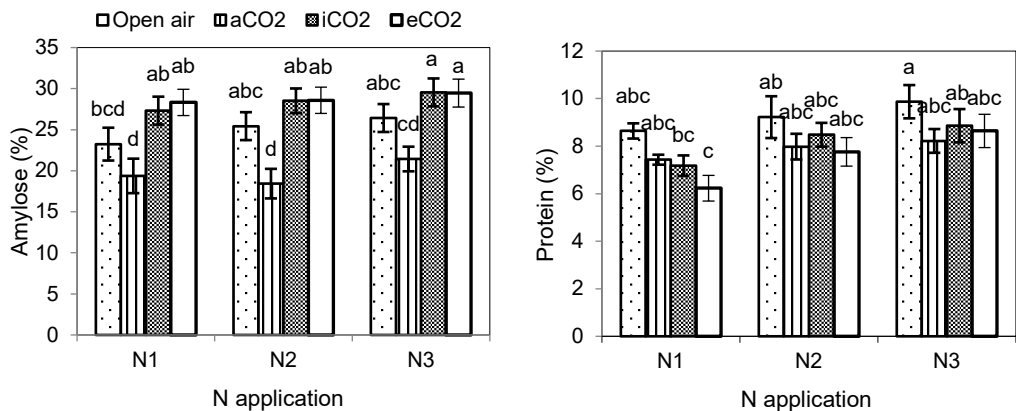 Open air aCO2 iCO2 eCO2
Amylose (%)
35
30
25
20
15
10
5
0
bcd
d
ab
ab
abc
d
ab
ab
abc
cd
a
a
N1 N2 N3
N application
Protein (%)
12
10
8
6
4
2
0
abc
abc
bc
c
ab
abc
abc
abc
a
abc
ab
abc
N1 N2 N3
N application